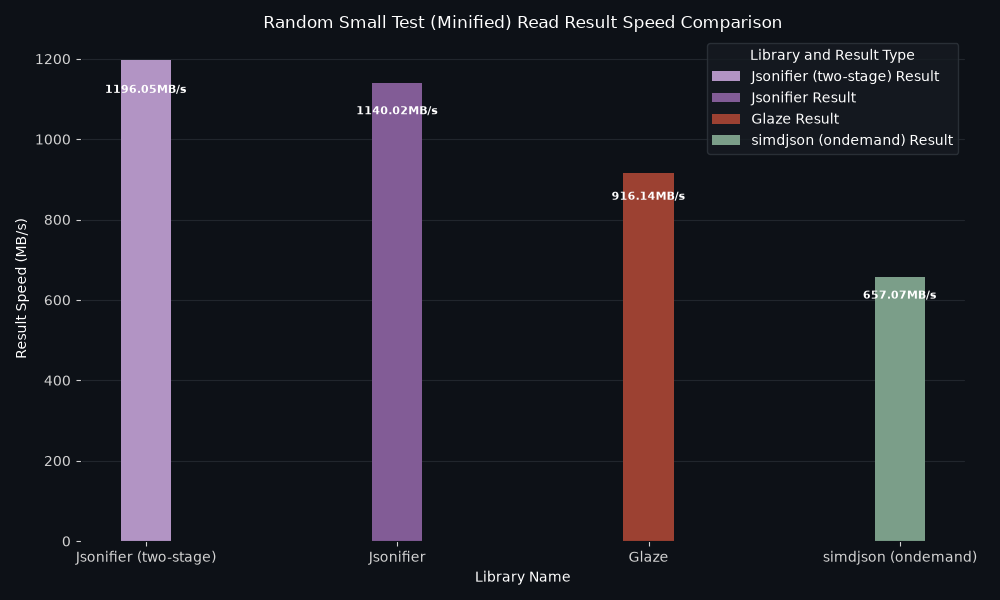 Random Small Test (Minified) Read Result Speed Comparison
Library and Result Type
Jsonifier (two-stage) Result
Jsonifier Result
Glaze Result
simdjson (ondemand) Result
Result Speed (MB/s)
1200
1000
800
600
400
200
0
1196.05MB/s
1140.02MB/s
916.14MB/s
657.07MB/s
Jsonifier (two-stage)
Jsonifier
Glaze
simdjson (ondemand)
Library Name